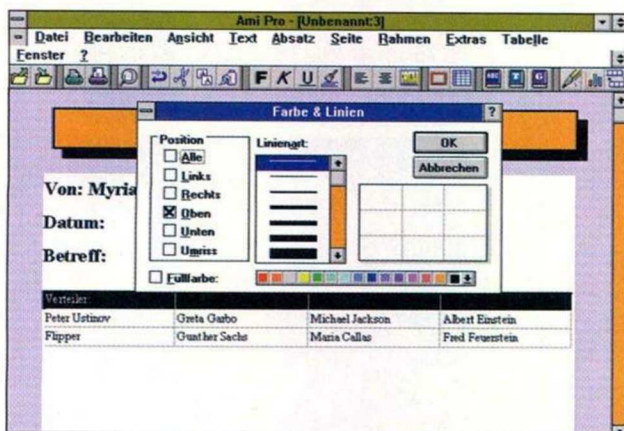 Ami Pro - [Unbenannt:3]
Datei Bearbeiten Ansicht Text Absatz Seite Rahmen Extras Tabelle
Fenster ?
F K U
ABC T G
Farbe & Linien ?
Position
Alle
Links
Rechts
Oben
Unten
Umriss
Linienart:
OK
Abbrechen
Füllfarbe:
Von: Myria
Datum:
Betreff:
Verteiler:
Peter Ustinov Greta Garbo Michael Jackson Albert Einstein
Flipper Gunther Sachs Maria Callas Fred Feuerstein